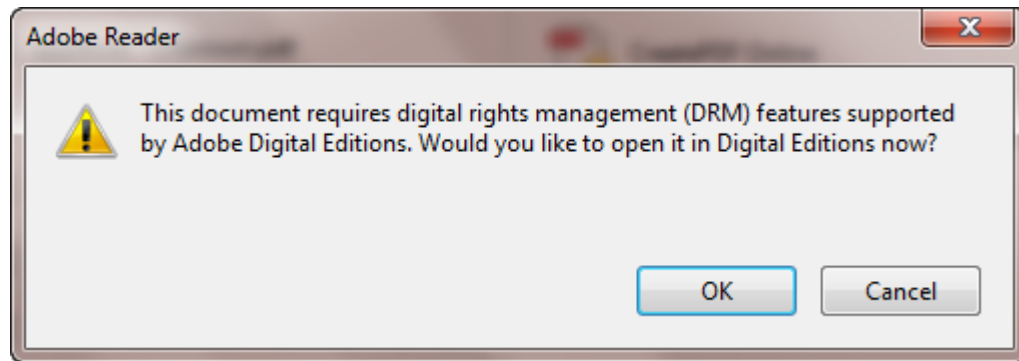 Adobe Reader
This document requires digital rights management (DRM) features supported
by Adobe Digital Editions. Would you like to open it in Digital Editions now?
OK
Cancel